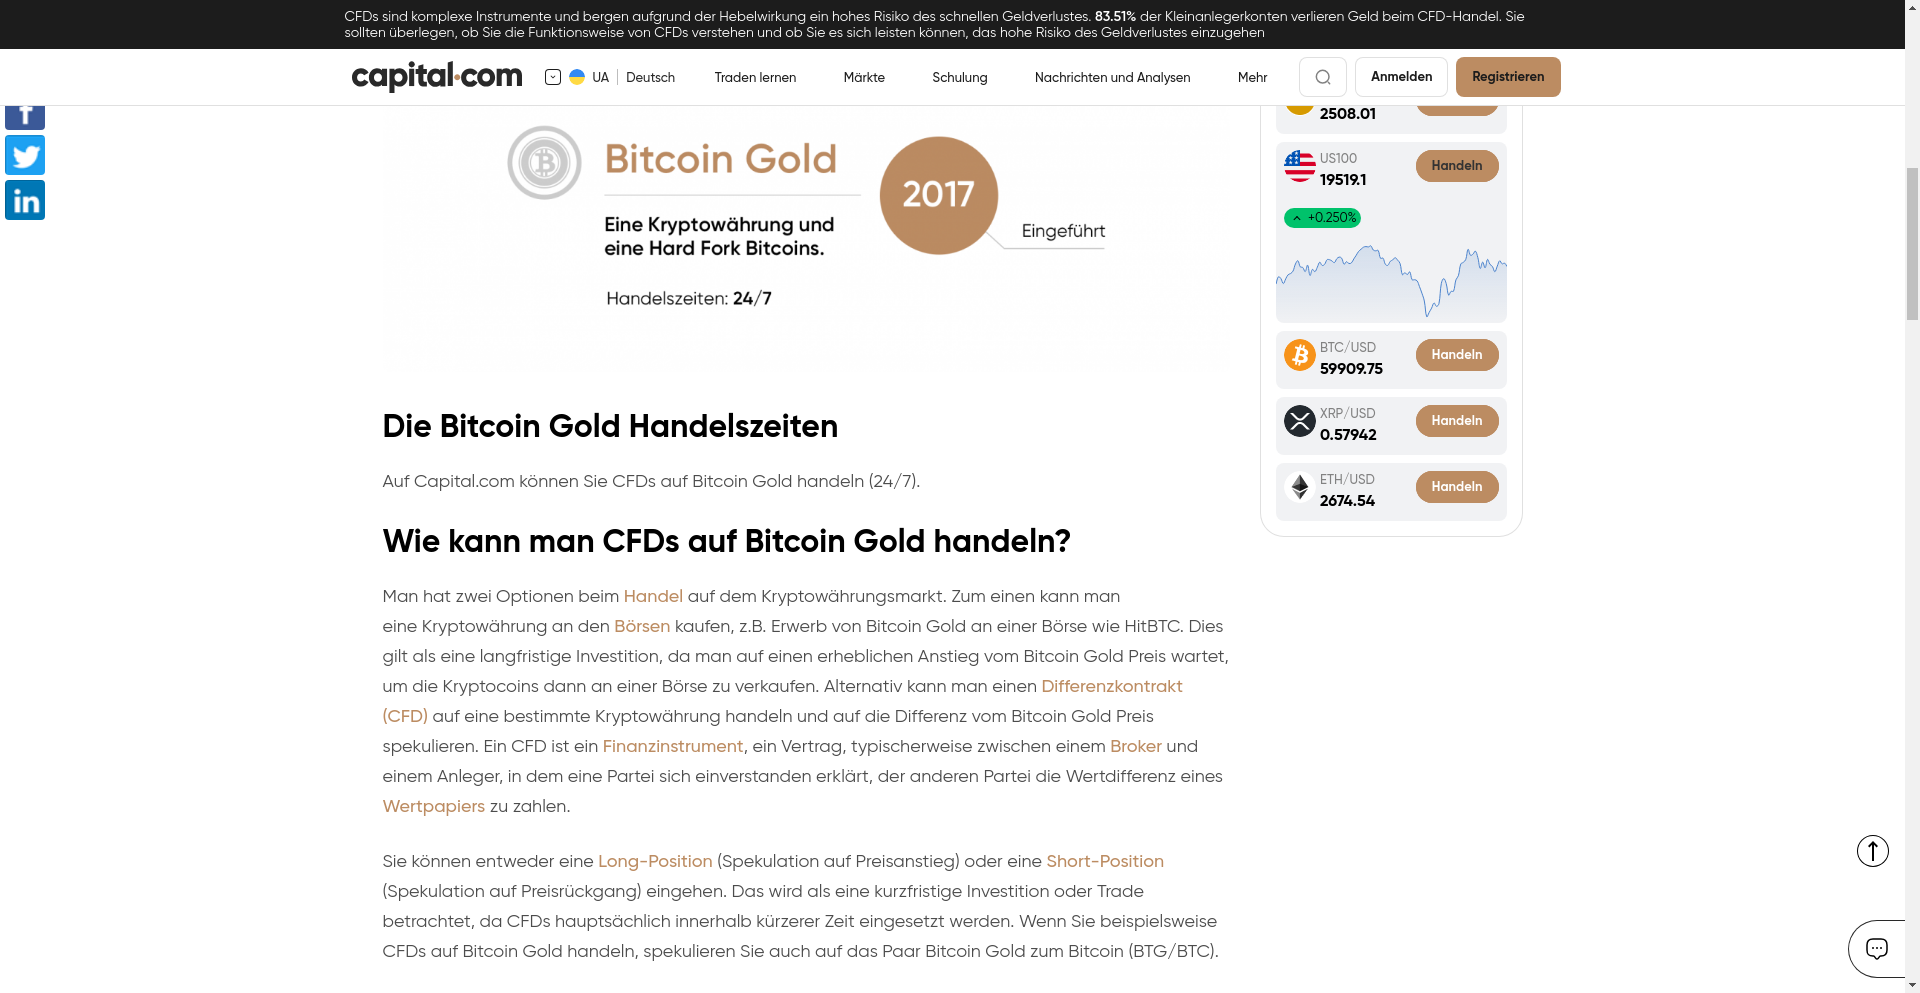 CFDs sind komplexe Instrumente und bergen aufgrund der Hebelwirkung ein hohes Risiko des schnellen Geldverlustes. 83.51% der Kleinanlegerkonten verlieren Geld beim CFD-Handel. Sie
sollten überlegen, ob Sie die Funktionsweise von CFDs verstehen und ob Sie es sich leisten können, das hohe Risiko des Geldverlustes einzugehen
capital.com
UA
Deutsch
Traden lernen
Märkte
Schulung
Nachrichten und Analysen
Mehr
Anmelden
Registrieren
Bitcoin Gold
Eine Kryptowährung und
eine Hard Fork Bitcoins.
Handelszeiten: 24/7
2017
Eingeführt
Die Bitcoin Gold Handelszeiten
Auf Capital.com können Sie CFDs auf Bitcoin Gold handeln (24/7).
Wie kann man CFDs auf Bitcoin Gold handeln?
Man hat zwei Optionen beim Handel auf dem Kryptowährungsmarkt. Zum einen kann man
eine Kryptowährung an den Börsen kaufen, z.B. Erwerb von Bitcoin Gold an einer Börse wie HitBTC. Dies
gilt als eine langfristige Investition, da man auf einen erheblichen Anstieg vom Bitcoin Gold Preis wartet,
um die Kryptocoins dann an einer Börse zu verkaufen. Alternativ kann man einen Differenzkontrakt
(CFD) auf eine bestimmte Kryptowährung handeln und auf die Differenz vom Bitcoin Gold Preis
spekulieren. Ein CFD ist ein Finanzinstrument, ein Vertrag, typischerweise zwischen einem Broker und
einem Anleger, in dem eine Partei sich einverstanden erklärt, der anderen Partei die Wertdifferenz eines
Wertpapiers zu zahlen.
Sie können entweder eine Long-Position (Spekulation auf Preisanstieg) oder eine Short-Position
(Spekulation auf Preisrückgang) eingehen. Das wird als eine kurzfristige Investition oder Trade
betrachtet, da CFDs hauptsächlich innerhalb kürzerer Zeit eingesetzt werden. Wenn Sie beispielsweise
CFDs auf Bitcoin Gold handeln, spekulieren Sie auch auf das Paar Bitcoin Gold zum Bitcoin (BTG/BTC).
2508.01
US100
19519.1
Handeln
+0.250%
BTC/USD
59909.75
Handeln
XRP/USD
0.57942
Handeln
ETH/USD
2674.54
Handeln